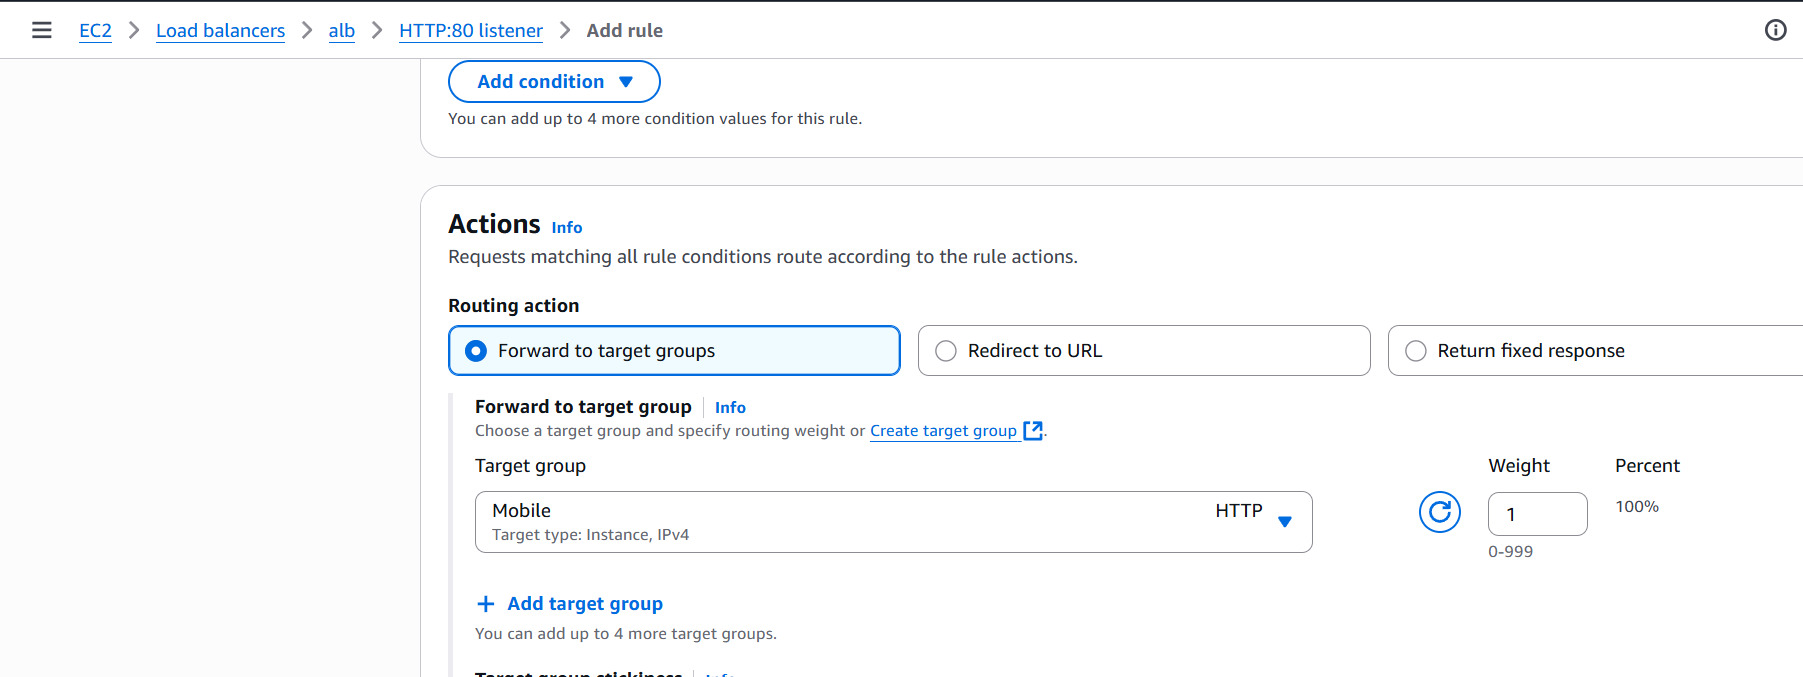 EC2 > Load balancers > alb > HTTP:80 listener > Add rule
Add condition
You can add up to 4 more condition values for this rule.
Actions Info
Requests matching all rule conditions route according to the rule actions.
Routing action
Forward to target groups
Redirect to URL
Return fixed response
Forward to target group Info
Choose a target group and specify routing weight or Create target group.
Target group
Weight
Percent
Mobile
HTTP
Target type: Instance, IPv4
1
100%
0-999
+ Add target group
You can add up to 4 more target groups.
Target group stickiness Info